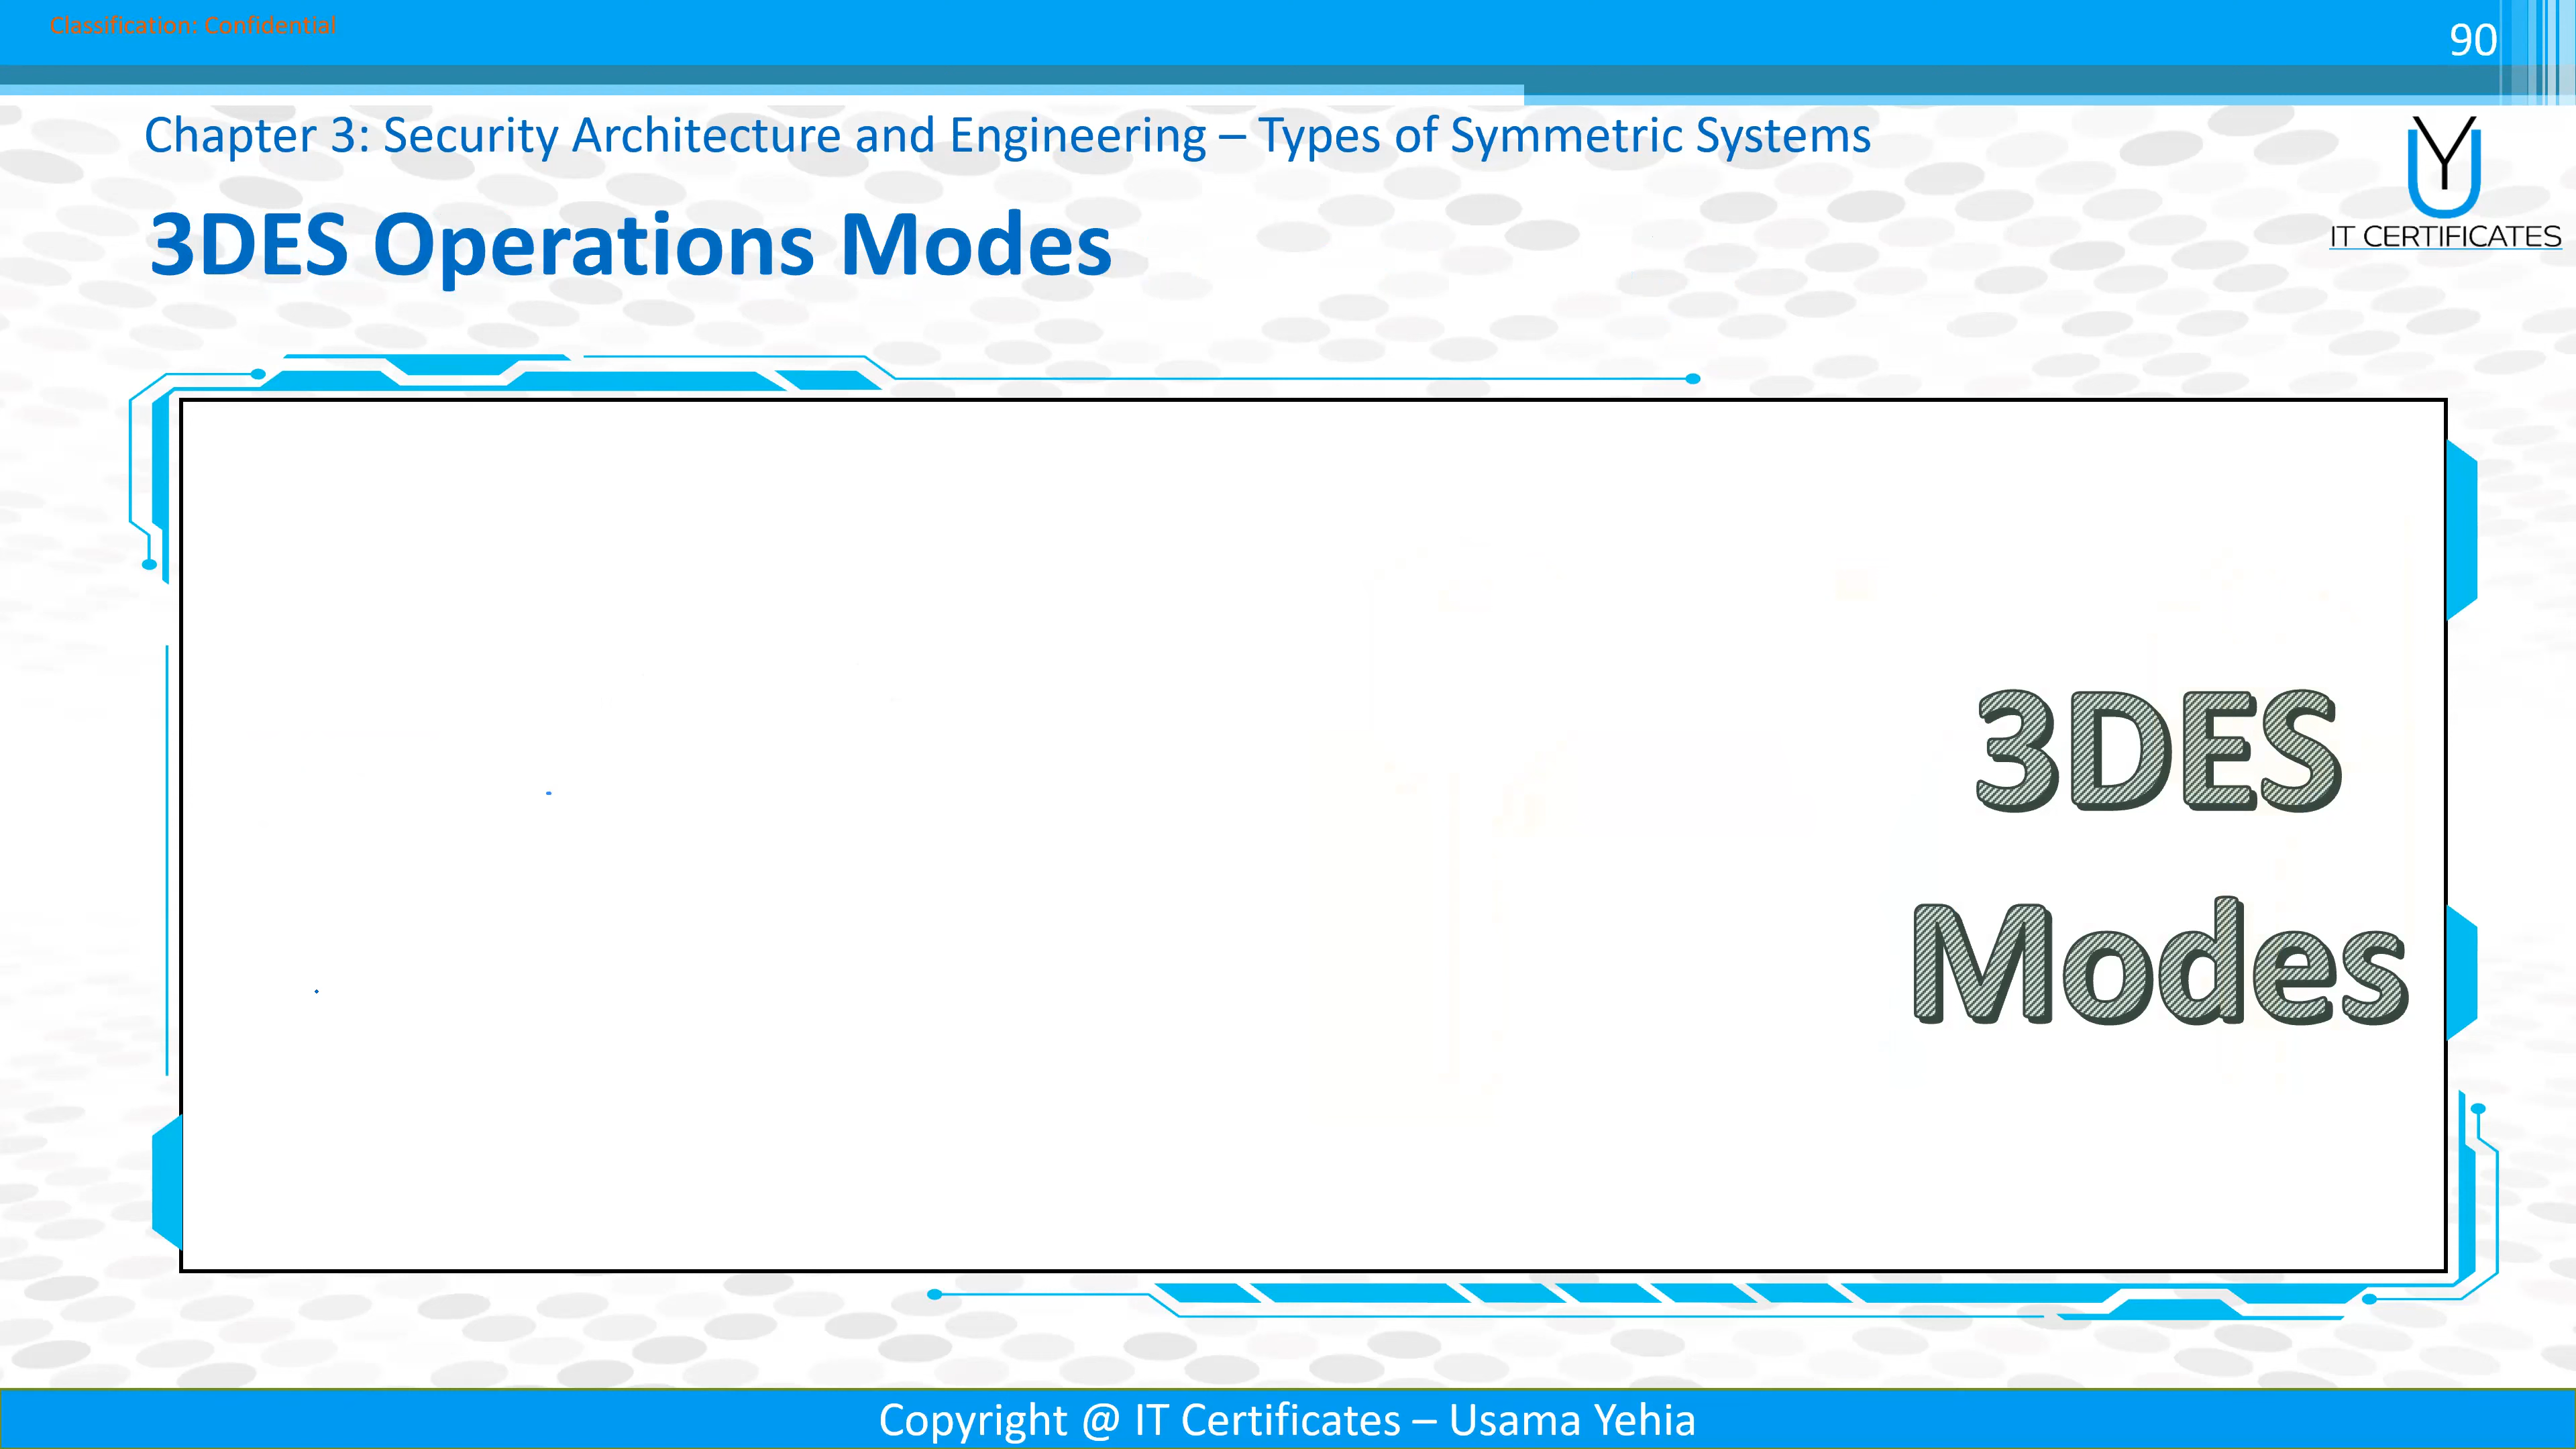 Classification: Confidential
90
Chapter 3: Security Architecture and Engineering – Types of Symmetric Systems
3DES Operations Modes
UY
IT CERTIFICATES
3DES
Modes
Copyright @ IT Certificates – Usama Yehia